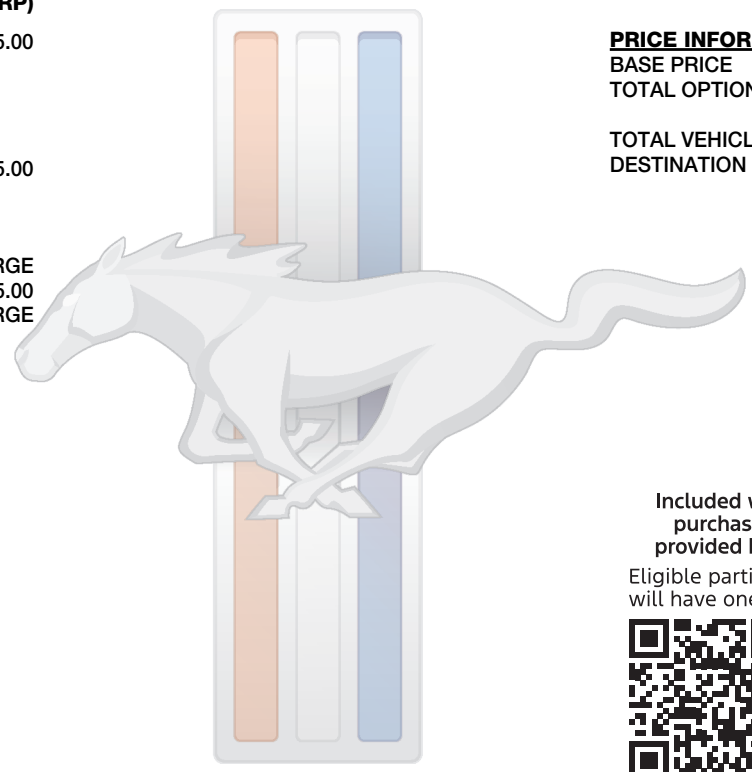 RP)
5.00
5.00
RGE
5.00
RGE
PRICE INFOR
BASE PRICE
TOTAL OPTION
TOTAL VEHICL
DESTINATION
Included
purchas
provided
Eligible parti
will have one